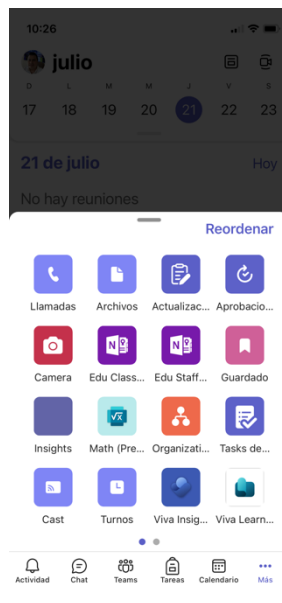 10:26
julio
D L M M J V S
17 18 19 20 21 22 23
21 de julio Hoy
No hay reuniones
Reordenar
Llamadas Archivos Actualizac... Aprobacio...
Camera Edu Class... Edu Staff... Guardado
Insights Math (Pre... Organizati... Tasks de...
Cast Turnos Viva Insig... Viva Learn...
Actividad Chat Teams Tareas Calendario Más